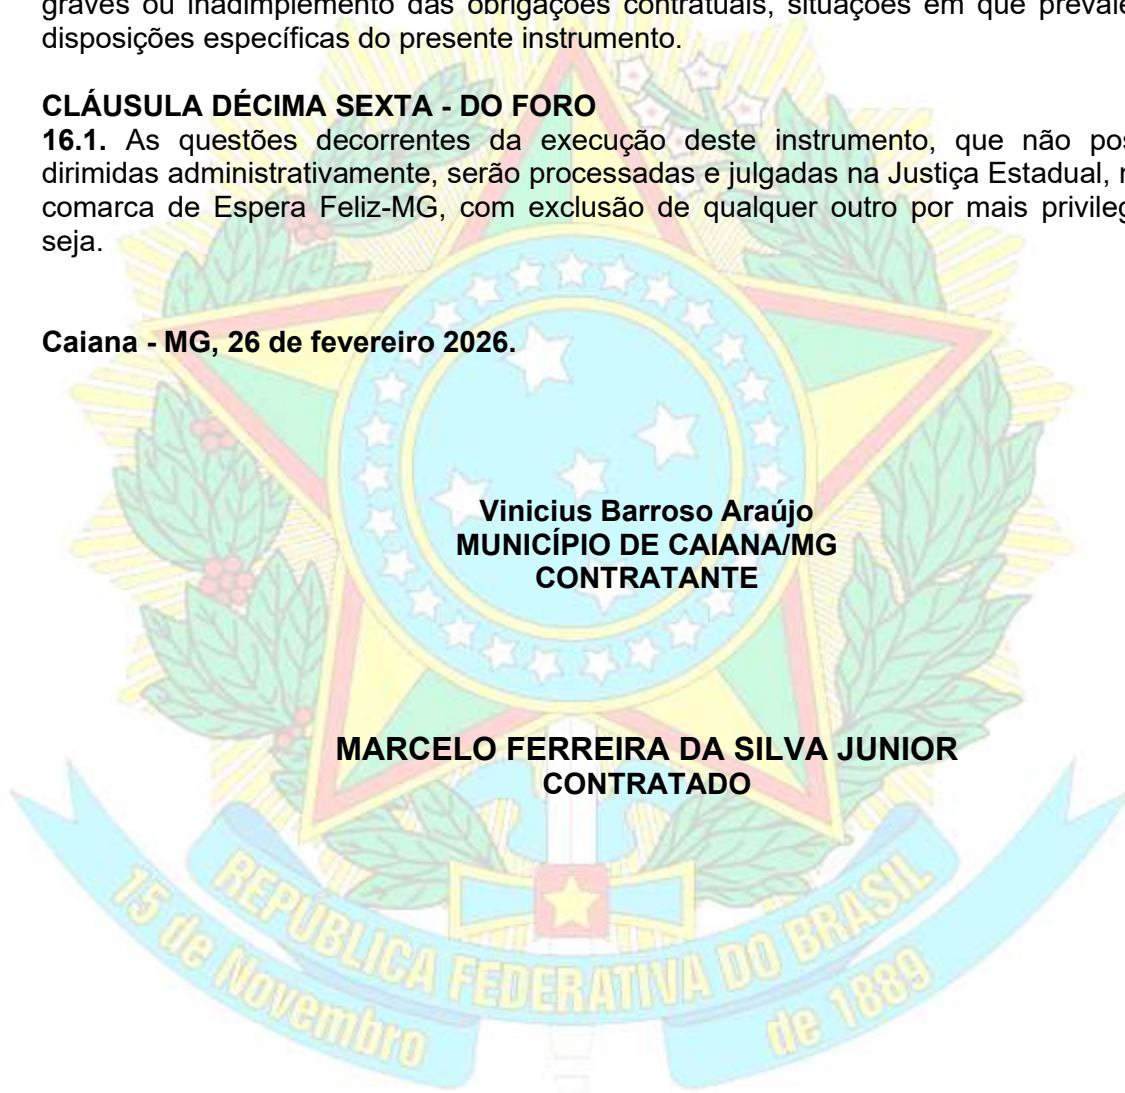 graves ou inadimplemento das obrigações contratuais, situações em que
disposições específicas do presente instrumento.
CLÁUSULA DÉCIMA SEXTA - DO FORO
16.1. As questões decorrentes da execução deste instrumento, que não
dirimidas administrativamente, serão processadas e julgadas na Justiça Estadual,
comarca de Espera Feliz-MG, com exclusão de qualquer outro por mais
seja.
Caiana - MG, 26 de fevereiro 2026.
Vinicius Barroso Araújo
MUNICÍPIO DE CAIANA/MG
CONTRATANTE
MARCELO FERREIRA DA SILVA JUNIOR
CONTRATADO
REPÚBLICA FEDERATIVA DO BRASIL
15 de Novembro de 1889